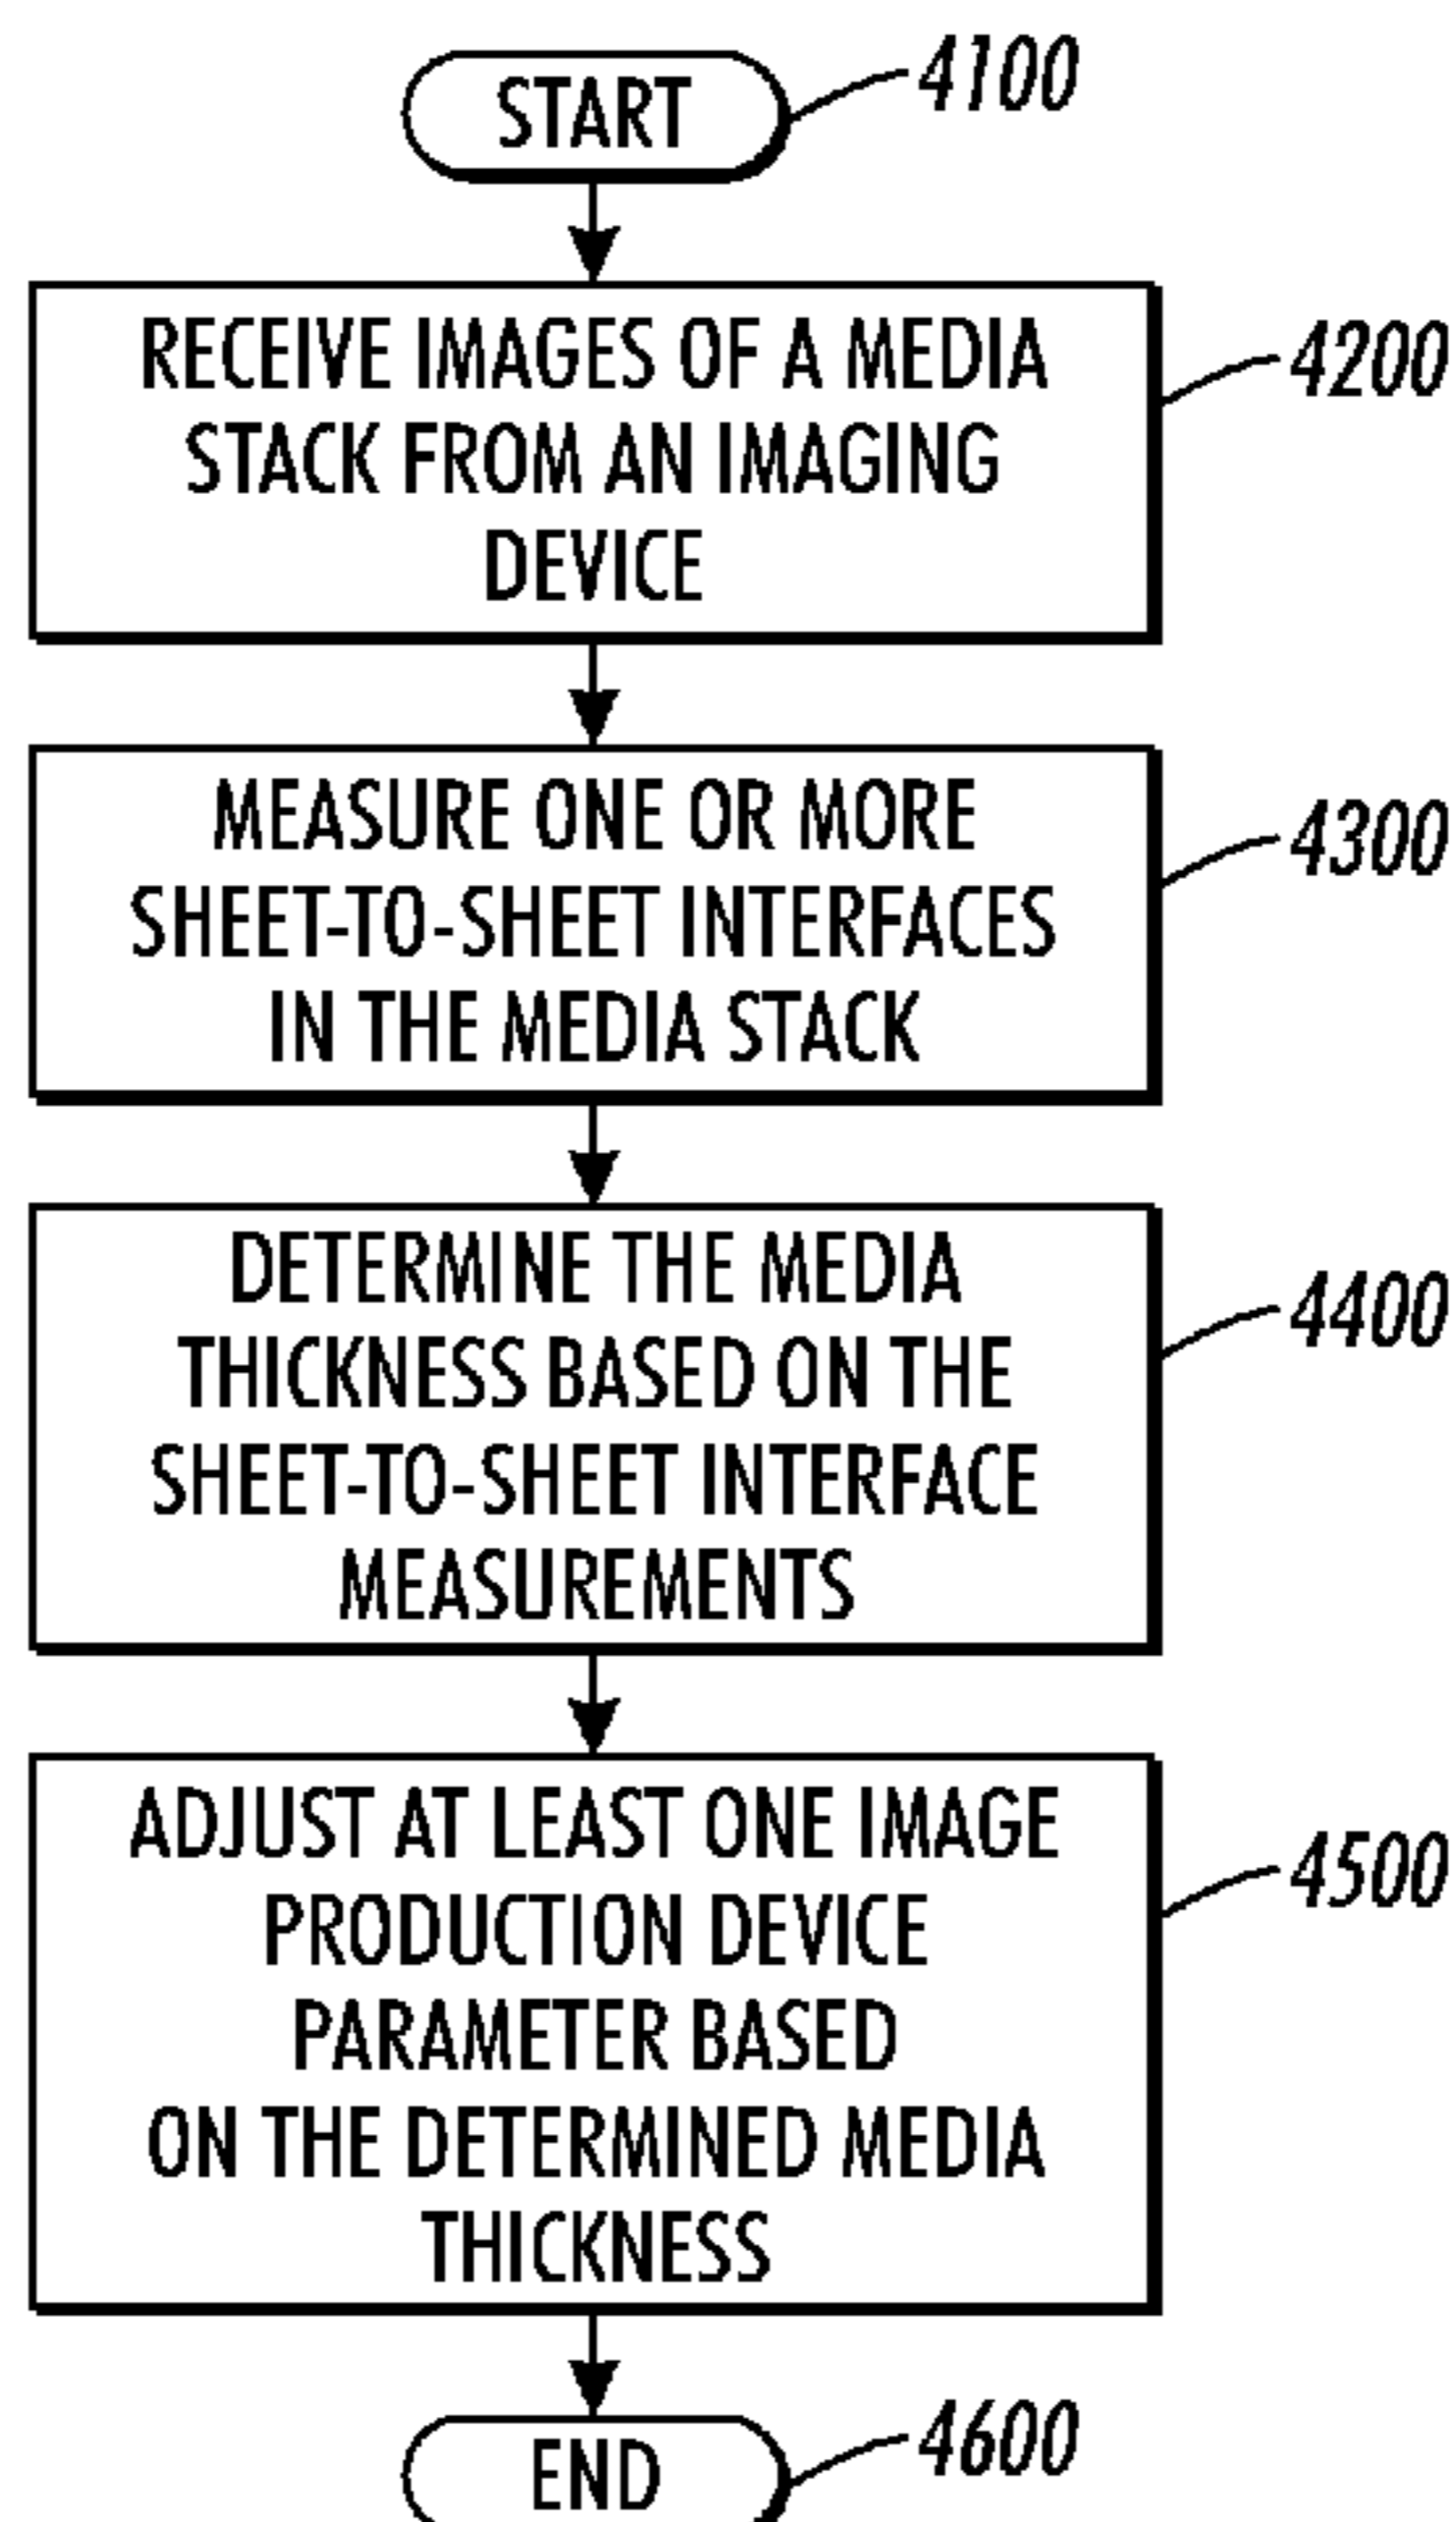 START
4100
RECEIVE IMAGES OF A MEDIA
STACK FROM AN IMAGING
DEVICE
4200
MEASURE ONE OR MORE
SHEET-TO-SHEET INTERFACES
IN THE MEDIA STACK
4300
DETERMINE THE MEDIA
THICKNESS BASED ON THE
SHEET-TO-SHEET INTERFACE
MEASUREMENTS
4400
ADJUST AT LEAST ONE IMAGE
PRODUCTION DEVICE
PARAMETER BASED
ON THE DETERMINED MEDIA
THICKNESS
4500
END
4600